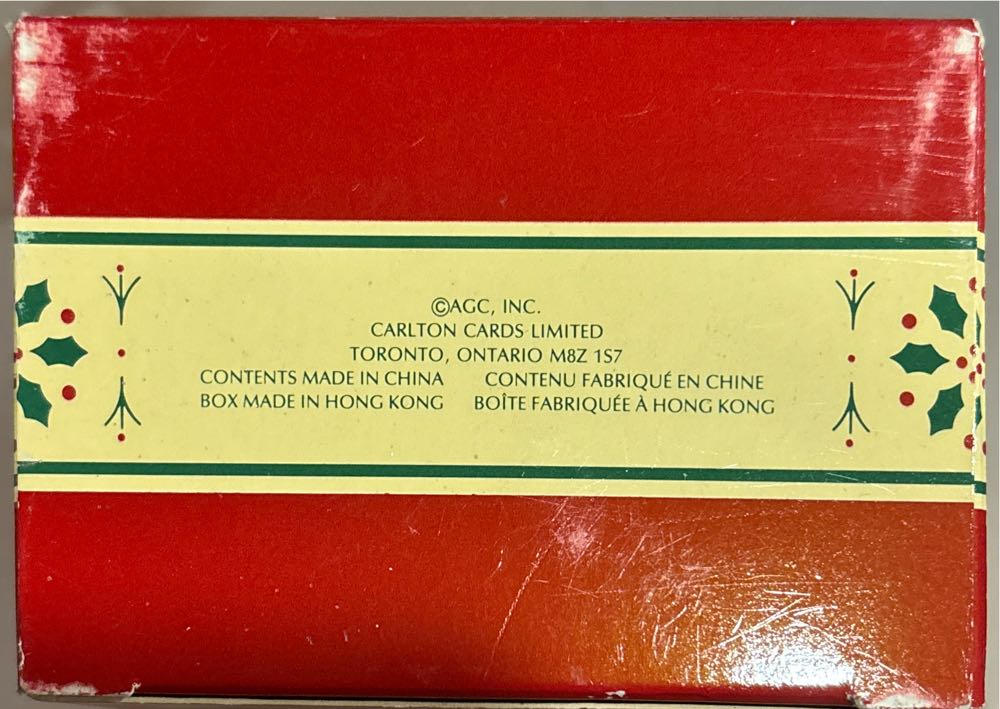 ©AGC, INC.
CARLTON CARDS LIMITED
TORONTO, ONTARIO M8Z 1S7
CONTENTS MADE IN CHINA CONTENU FABRIQUÉ EN CHINE
BOX MADE IN HONG KONG BOÎTE FABRIQUÉE À HONG KONG